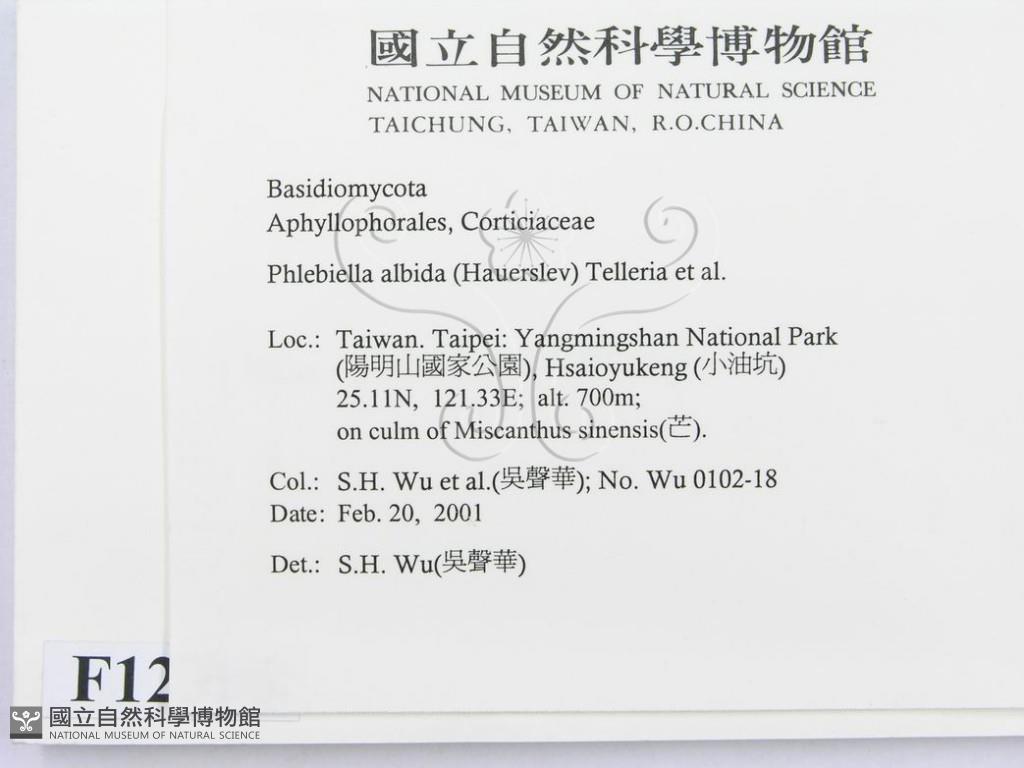 國立自然科學博物館
NATIONAL MUSEUM OF NATURAL SCIENCE
TAICHUNG, TAIWAN, R.O.CHINA
Basidiomycota
Aphyllophorales, Corticiaceae
Phlebiella albida (Hauerslev) Telleria et al.
Loc.: Taiwan. Taipei: Yangmingshan National Park
(陽明山國家公園), Hsaioyukeng (小油坑)
25.11N, 121.33E; alt. 700m;
on culm of Miscanthus sinensis(芒).
Col.: S.H. Wu et al.(吳聲華); No. Wu 0102-18
Date: Feb. 20, 2001
Det.: S.H. Wu(吳聲華)
F12
國立自然科學博物館
NATIONAL MUSEUM OF NATURAL SCIENCE